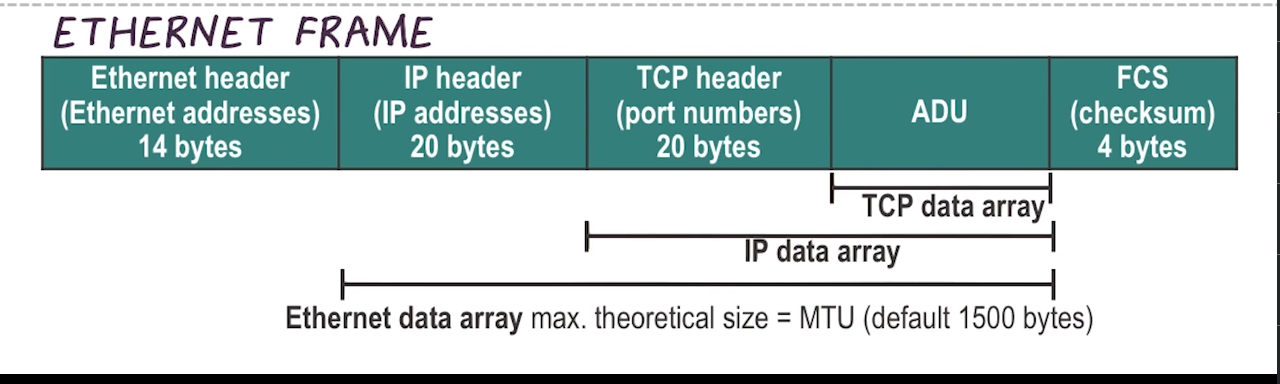 ETHERNET FRAME
Ethernet header
(Ethernet addresses)
14 bytes
IP header
(IP addresses)
20 bytes
TCP header
(port numbers)
20 bytes
ADU
FCS
(checksum)
4 bytes
TCP data array
IP data array
Ethernet data array max. theoretical size = MTU (default 1500 bytes)